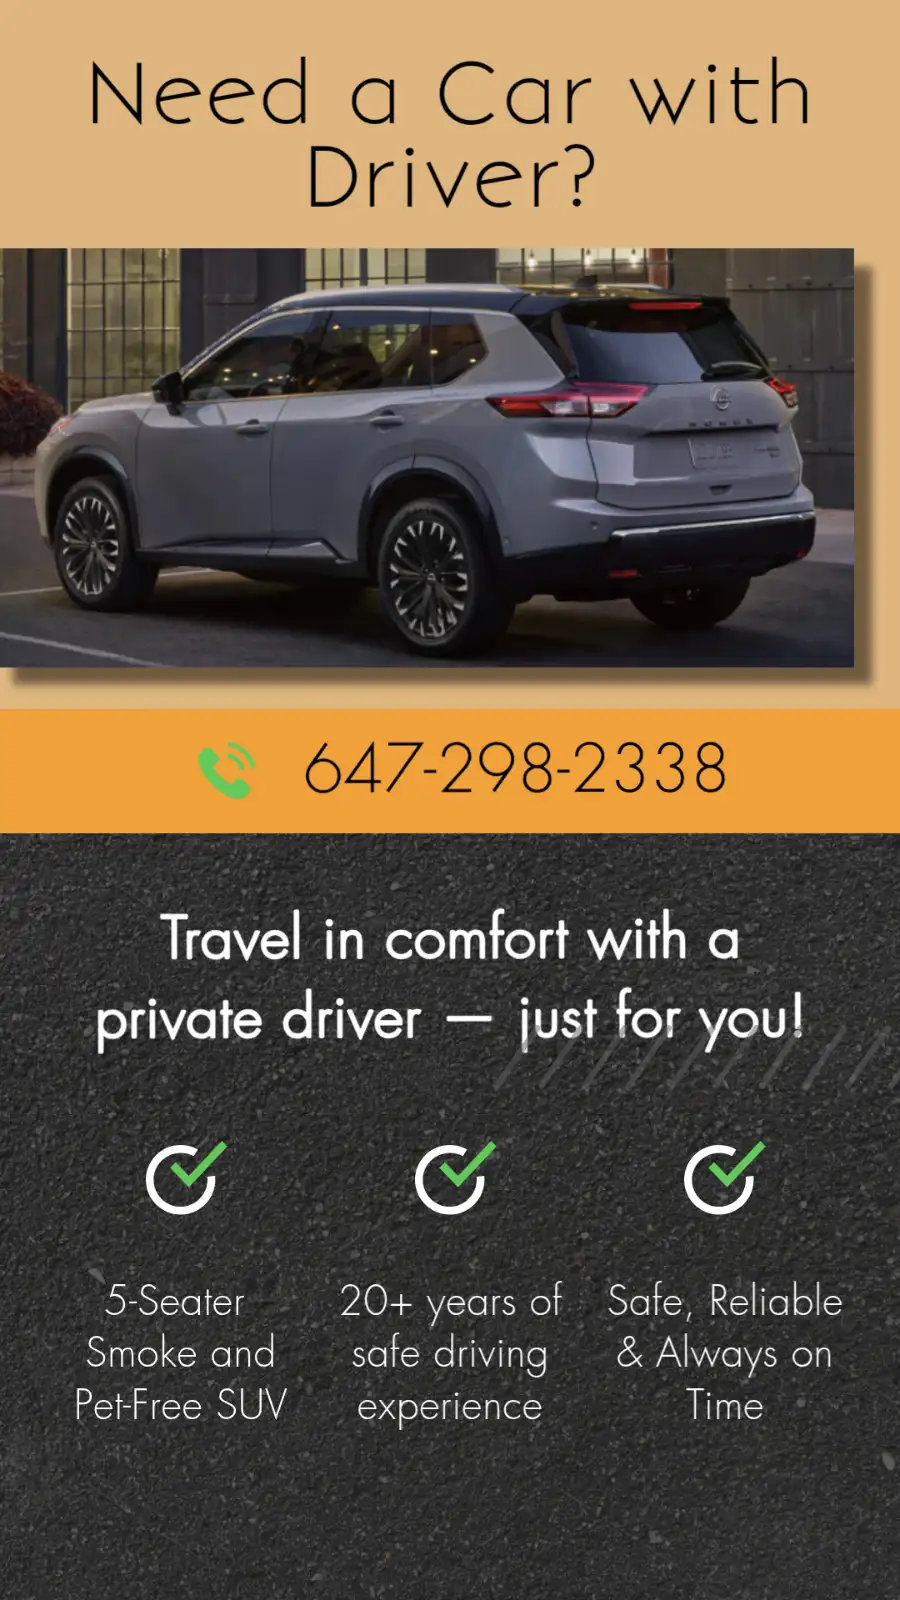 Need a Car with
Driver?
647-298-2338
Travel in comfort with a
private driver — just for you!
5-Seater
Smoke and
Pet-Free SUV
20+ years of
safe driving
experience
Safe, Reliable
& Always on
Time